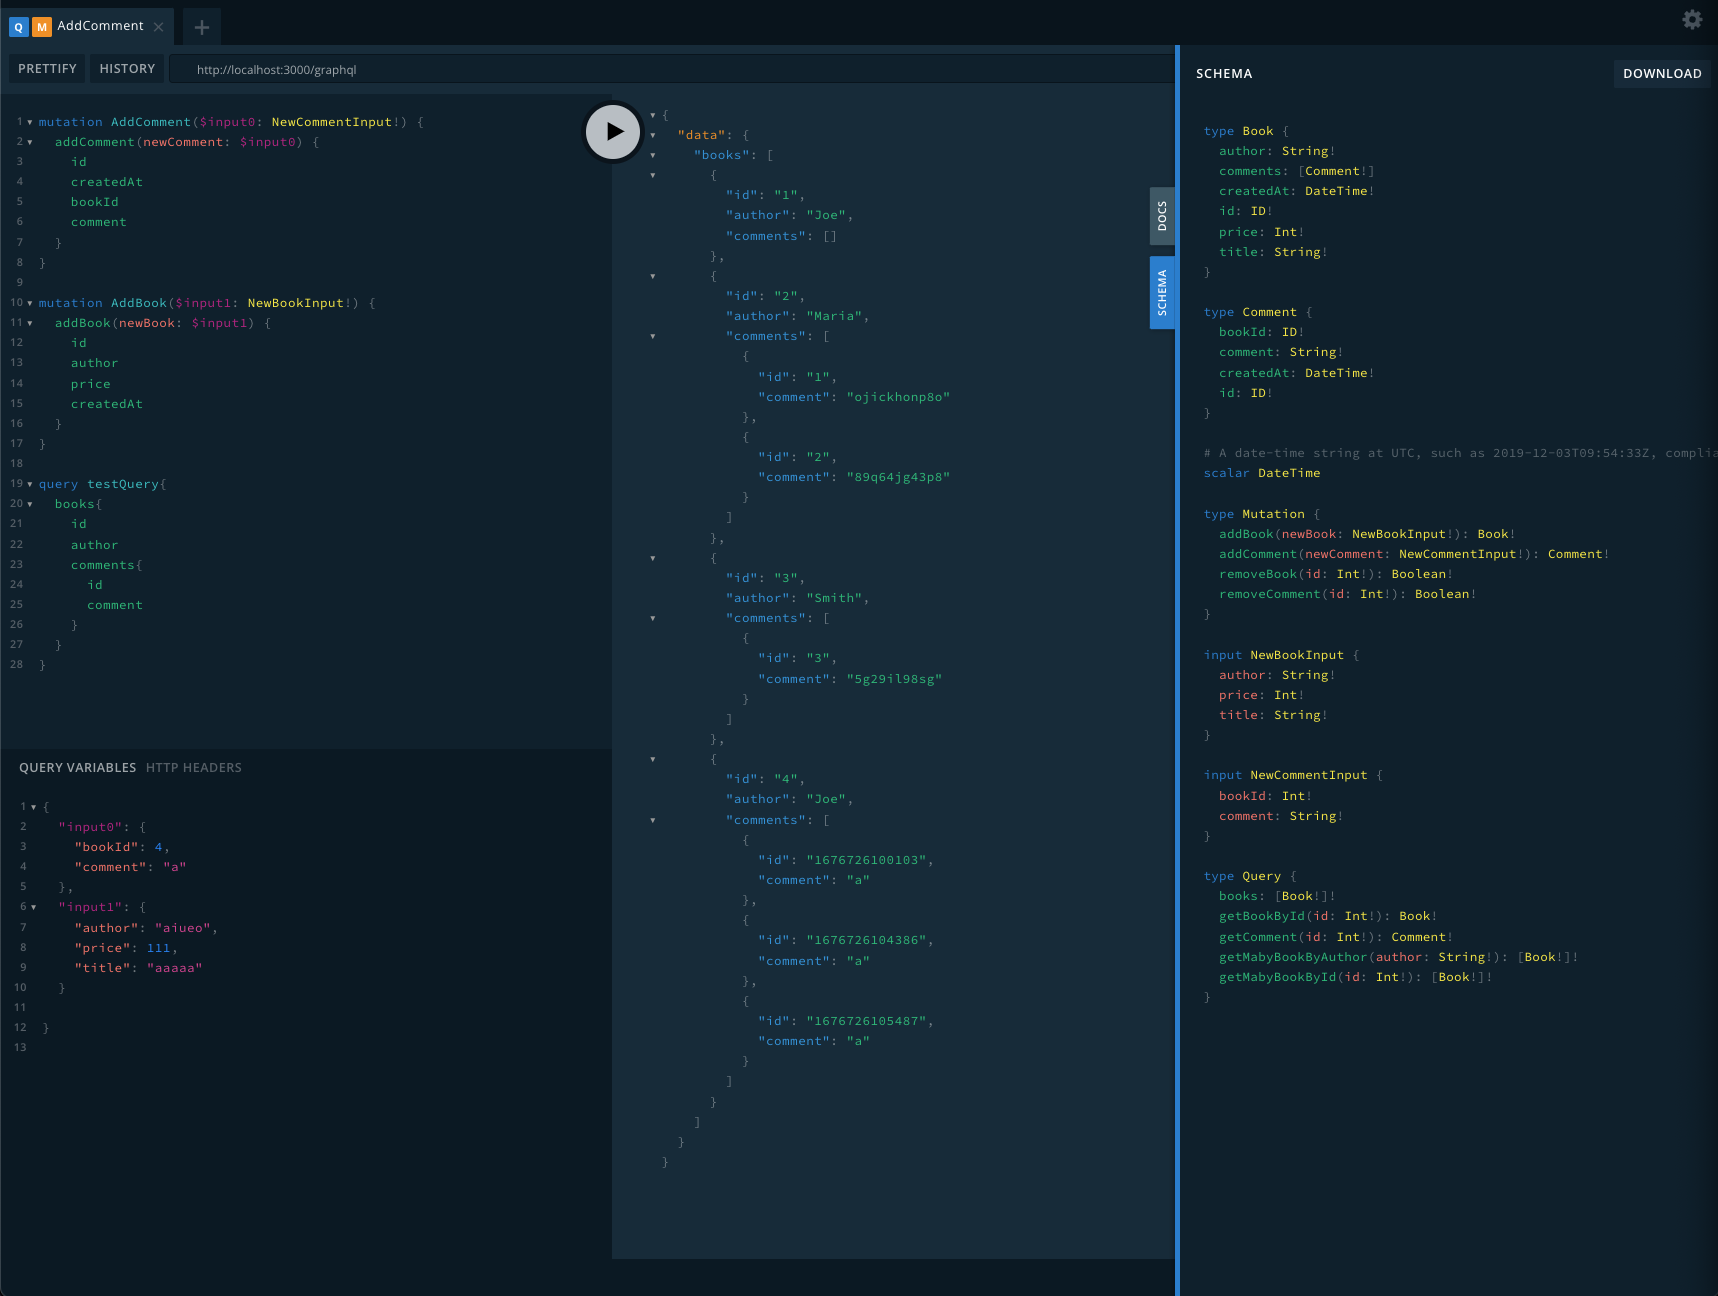 Q M AddComment × +
PRETTIFY HISTORY http://localhost:3000/graphql
1 mutation AddComment($input0: NewCommentInput!) {
2 addComment(newComment: $input0) {
3 id
4 createdAt
5 bookId
6 comment
7 }
8 }
9
10 mutation AddBook($input1: NewBookInput!) {
11 addBook(newBook: $input1) {
12 id
13 author
14 price
15 createdAt
16 }
17 }
18
19 query testQuery{
20 books{
21 id
22 author
23 comments{
24 id
25 comment
26 }
27 }
28 }
QUERY VARIABLES HTTP HEADERS
1 {
2 "input0": {
3 "bookId": 4,
4 "comment": "a"
5 },
6 "input1": {
7 "author": "aiueo",
8 "price": 111,
9 "title": "aaaaa"
10 }
11
12 }
13
{
"data": {
"books": [
{
"id": "1",
"author": "Joe",
"comments": []
},
{
"id": "2",
"author": "Maria",
"comments": [
{
"id": "1",
"comment": "ojickhonp8o"
},
{
"id": "2",
"comment": "89q64jg43p8"
}
]
},
{
"id": "3",
"author": "Smith",
"comments": [
{
"id": "3",
"comment": "5g29il98sg"
}
]
},
{
"id": "4",
"author": "Joe",
"comments": [
{
"id": "1676726100103",
"comment": "a"
},
{
"id": "1676726104386",
"comment": "a"
},
{
"id": "1676726105487",
"comment": "a"
}
]
}
]
}
}
DOCS
SCHEMA
SCHEMA DOWNLOAD
type Book {
author: String!
comments: [Comment!]
createdAt: DateTime!
id: ID!
price: Int!
title: String!
}
type Comment {
bookId: ID!
comment: String!
createdAt: DateTime!
id: ID!
}
# A date-time string at UTC, such as 2019-12-03T09:54:33Z, complia
scalar DateTime
type Mutation {
addBook(newBook: NewBookInput!): Book!
addComment(newComment: NewCommentInput!): Comment!
removeBook(id: Int!): Boolean!
removeComment(id: Int!): Boolean!
}
input NewBookInput {
author: String!
price: Int!
title: String!
}
input NewCommentInput {
bookId: Int!
comment: String!
}
type Query {
books: [Book!]!
getBookById(id: Int!): Book!
getComment(id: Int!): Comment!
getMabyBookByAuthor(author: String!): [Book!]!
getMabyBookById(id: Int!): [Book!]!
}